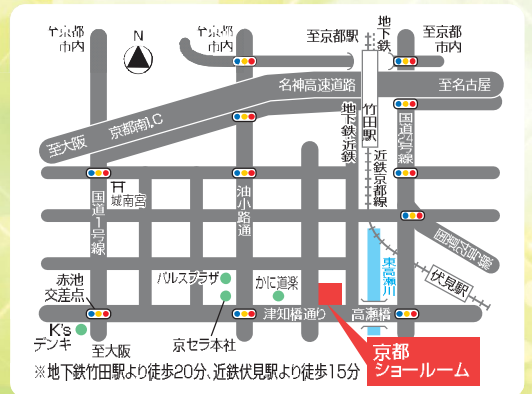 至京都
市内
N
至京都
市内
至京都駅
地下鉄
至京都
市内
名神高速道路
至名古屋
京都南I.C
至大阪
地下鉄・近鉄
竹田駅
国道24号線
近鉄京都線
国道1号線
城南宮
油小路通
国道24号線
東高瀬川
伏見駅
赤池
交差点
パルスプラザ
かに道楽
津知橋通り
高瀬橋
K's
デンキ
至大阪
京セラ本社
京都
ショールーム
※地下鉄竹田駅より徒歩20分、近鉄伏見駅より徒歩15分